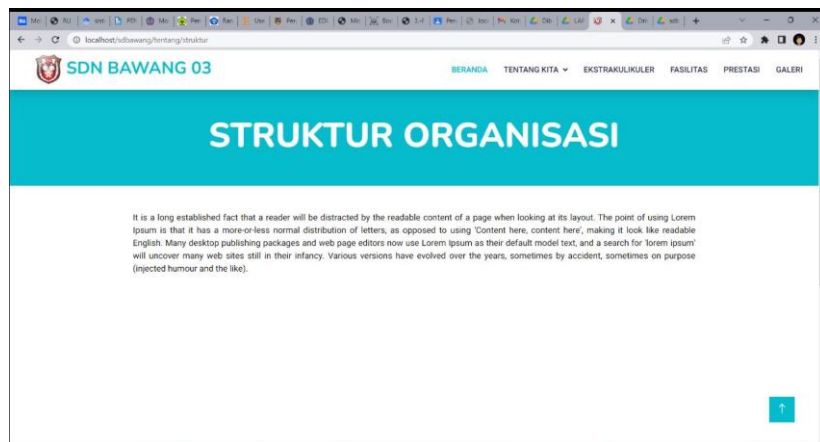 localhost/sdbawang/tentang/struktur
SDN BAWANG 03
BERANDA TENTANG KITA EKSTRAKULIKULER FASILITAS PRESTASI GALERI
STRUKTUR ORGANISASI
It is a long established fact that a reader will be distracted by the readable content of a page when looking at its layout. The point of using Lorem
Ipsum is that it has a more-or-less normal distribution of letters, as opposed to using 'Content here, content here', making it look like readable
English. Many desktop publishing packages and web page editors now use Lorem Ipsum as their default model text, and a search for 'lorem ipsum'
will uncover many web sites still in their infancy. Various versions have evolved over the years, sometimes by accident, sometimes on purpose
(injected humour and the like).